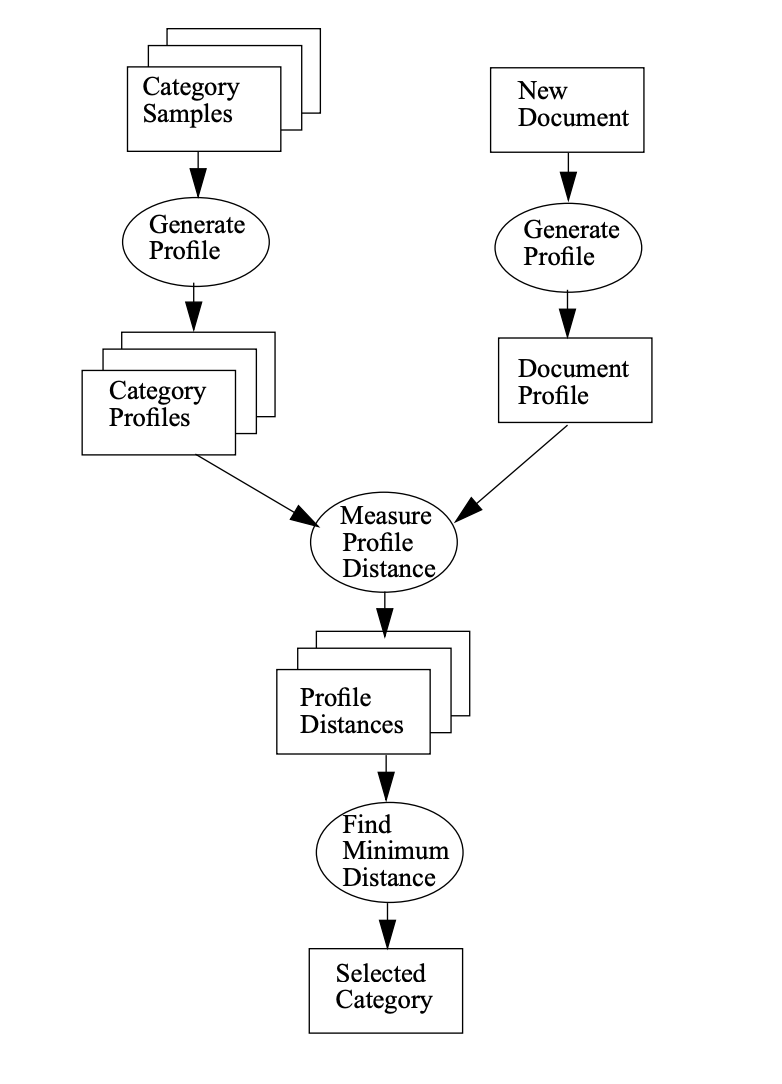 Category
Samples
New
Document
Generate
Profile
Generate
Profile
Category
Profiles
Document
Profile
Measure
Profile
Distance
Profile
Distances
Find
Minimum
Distance
Selected
Category